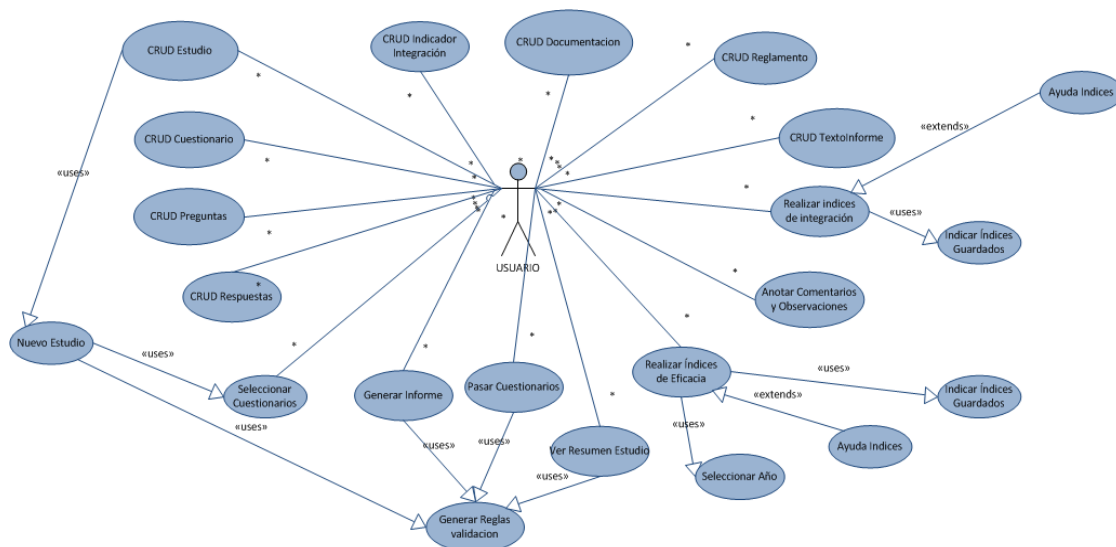 CRUD Estudio
CRUD Indicador
Integración
CRUD Documentacion
CRUD Reglamento
Ayuda Indices
*
*
*
*
*
«extends»
CRUD Cuestionario
CRUD TextoInforme
*
*
*
*
*
*
*
*
*
«uses»
CRUD Preguntas
*
*
*
*
*
*
*
*
*
*
Realizar indices
de integración
«uses»
Indicar Índices
Guardados
*
USUARIO
*
*
CRUD Respuestas
Anotar Comentarios
y Observaciones
Nuevo Estudio
«uses»
*
*
*
*
Seleccionar
Cuestionarios
Generar Informe
Pasar Cuestionarios
Realizar Índices
de Eficacia
«uses»
Indicar Índices
Guardados
«extends»
*
«uses»
«uses»
«uses»
«uses»
Ver Resumen Estudio
Ayuda Indices
«uses»
Seleccionar Año
Generar Reglas
validacion